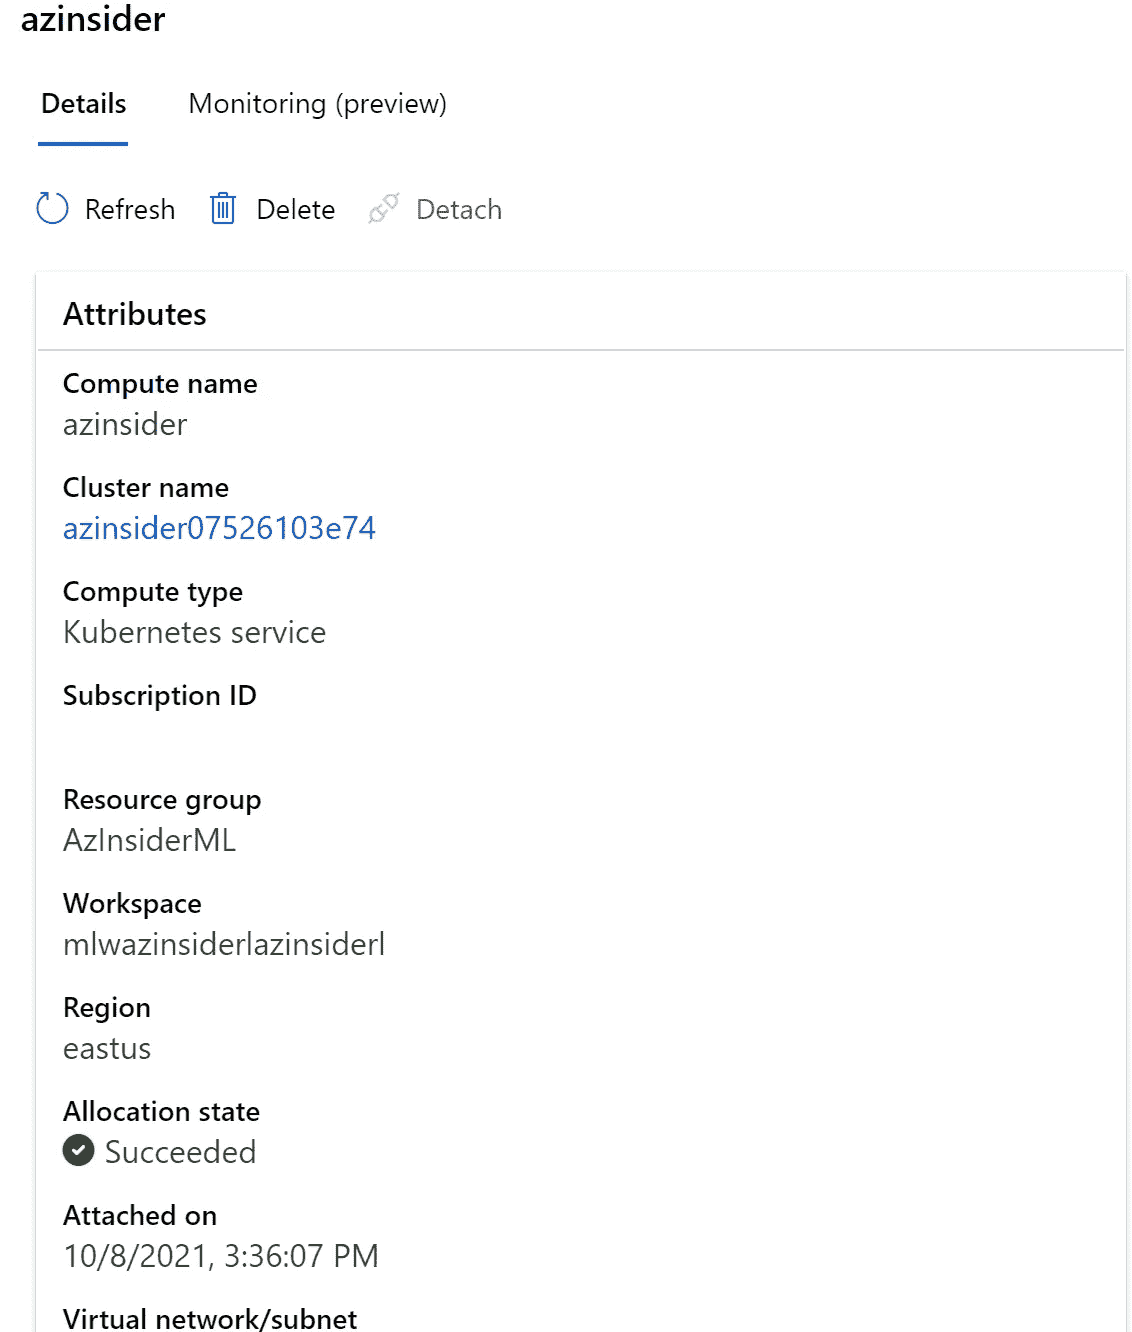 azinsider
Details Monitoring (preview)
Refresh Delete Detach
Attributes
Compute name
azinsider
Cluster name
azinsider07526103e74
Compute type
Kubernetes service
Subscription ID
Resource group
AzInsiderML
Workspace
mlwazinsiderlazinsiderl
Region
eastus
Allocation state
Succeeded
Attached on
10/8/2021, 3:36:07 PM
Virtual network/subnet